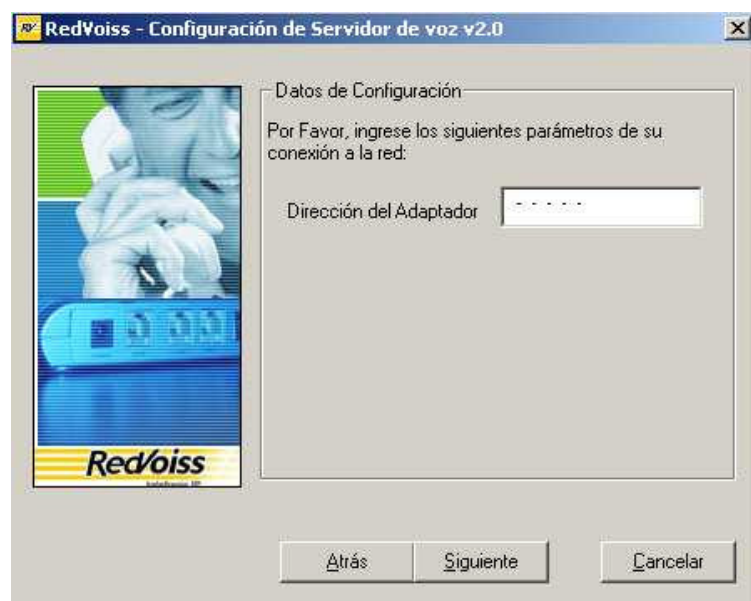 RedVoiss - Configuración de Servidor de voz v2.0
Datos de Configuración
Por Favor, ingrese los siguientes parámetros de su
conexión a la red:
Dirección del Adaptador
- - - - -
RedVoiss
Atrás
Siguiente
Cancelar